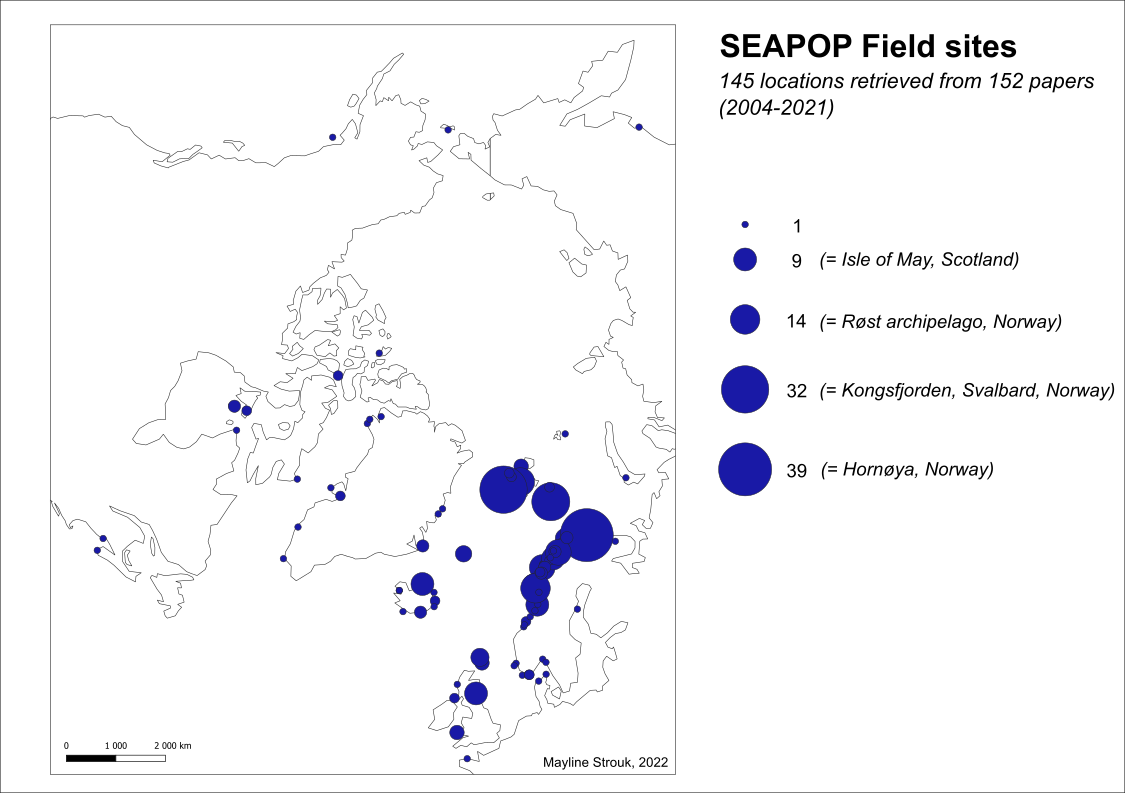 SEAPOP Field sites
145 locations retrieved from 152 papers
(2004-2021)
1
9 (= Isle of May, Scotland)
14 (= Røst archipelago, Norway)
32 (= Kongsfjorden, Svalbard, Norway)
39 (= Hornøya, Norway)
0 1 000 2 000 km
Mayline Strouk, 2022